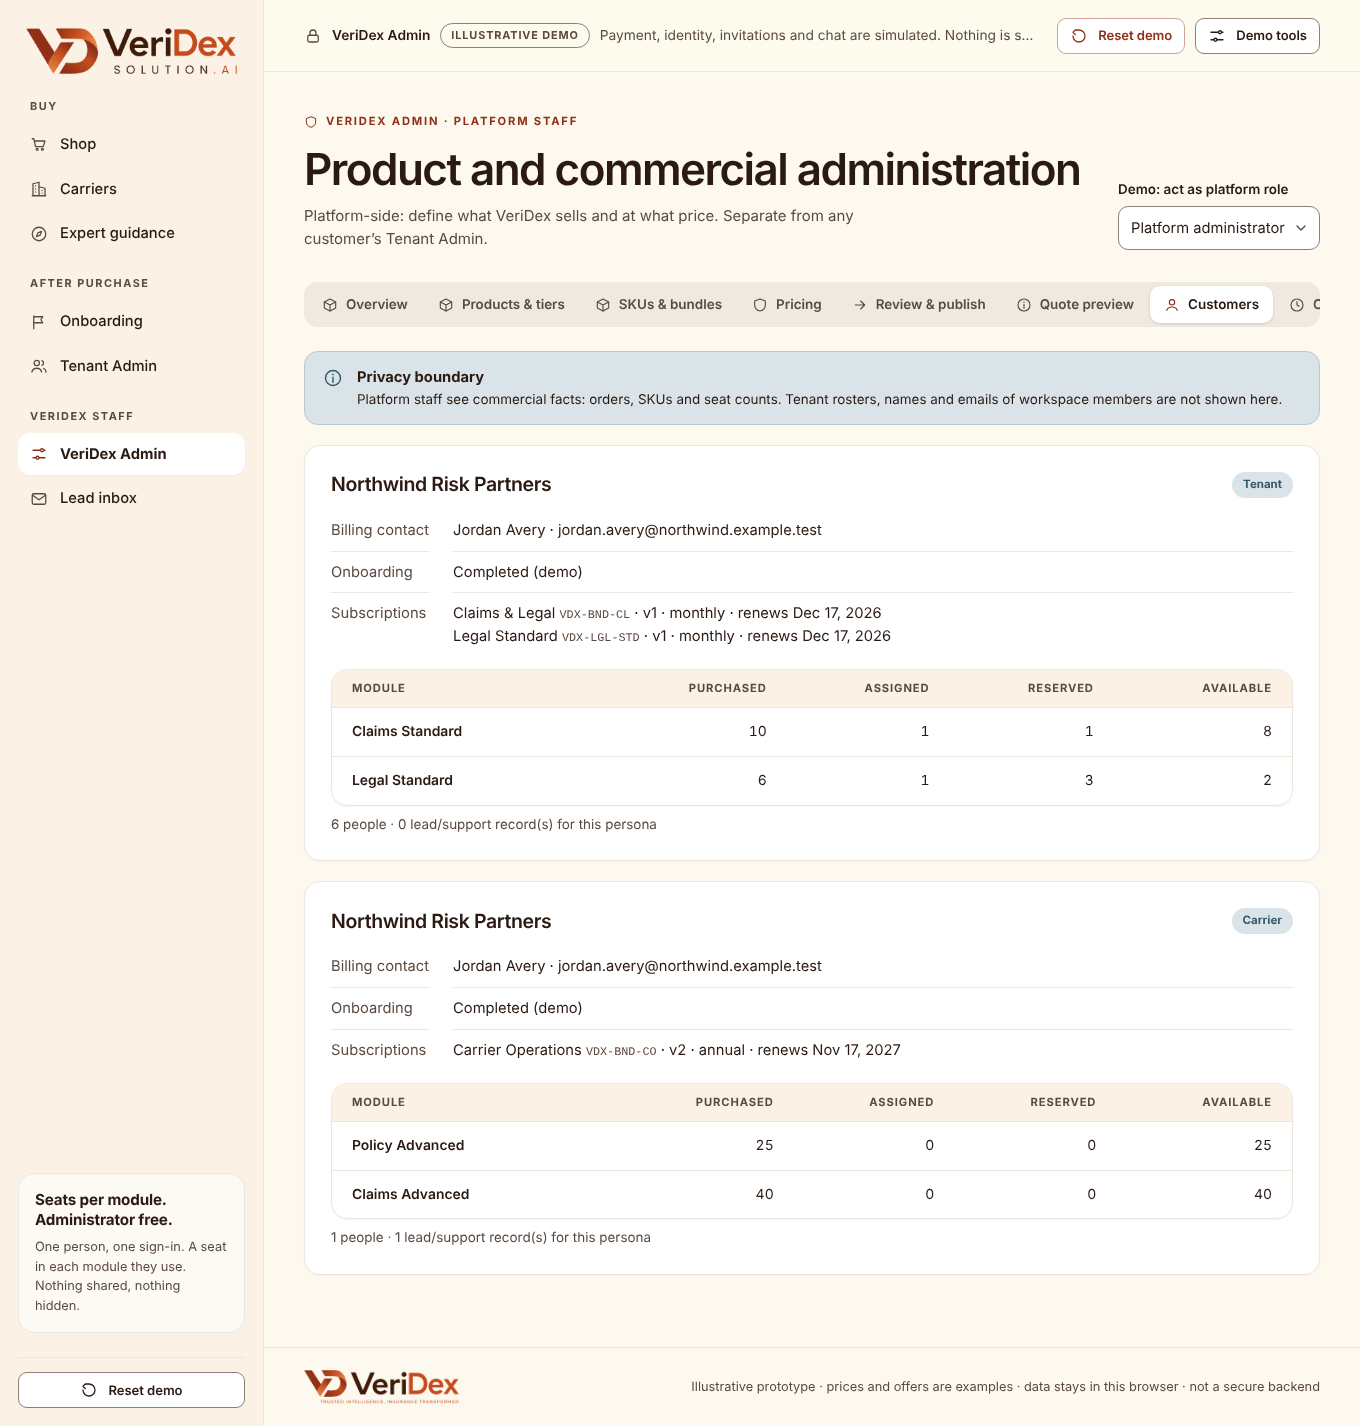 VeriDex
SOLUTION.AI
BUY
Shop
Carriers
Expert guidance
AFTER PURCHASE
Onboarding
Tenant Admin
VERIDEX STAFF
VeriDex Admin
Lead inbox
Seats per module.
Administrator free.
One person, one sign-in. A seat
in each module they use.
Nothing shared, nothing
hidden.
Reset demo
VeriDex Admin ILLUSTRATIVE DEMO Payment, identity, invitations and chat are simulated. Nothing is s... Reset demo Demo tools
VERIDEX ADMIN · PLATFORM STAFF
Product and commercial administration
Platform-side: define what VeriDex sells and at what price. Separate from any
customer’s Tenant Admin.
Demo: act as platform role
Platform administrator
Overview Products & tiers SKUs & bundles Pricing Review & publish Quote preview Customers
Privacy boundary
Platform staff see commercial facts: orders, SKUs and seat counts. Tenant rosters, names and emails of workspace members are not shown here.
Northwind Risk Partners Tenant
Billing contact Jordan Avery · jordan.avery@northwind.example.test
Onboarding Completed (demo)
Subscriptions Claims & Legal VDX-BND-CL · v1 · monthly · renews Dec 17, 2026
Legal Standard VDX-LGL-STD · v1 · monthly · renews Dec 17, 2026
MODULE PURCHASED ASSIGNED RESERVED AVAILABLE
Claims Standard 10 1 1 8
Legal Standard 6 1 3 2
6 people · 0 lead/support record(s) for this persona
Northwind Risk Partners Carrier
Billing contact Jordan Avery · jordan.avery@northwind.example.test
Onboarding Completed (demo)
Subscriptions Carrier Operations VDX-BND-CO · v2 · annual · renews Nov 17, 2027
MODULE PURCHASED ASSIGNED RESERVED AVAILABLE
Policy Advanced 25 0 0 25
Claims Advanced 40 0 0 40
1 people · 1 lead/support record(s) for this persona
VeriDex
TRUSTED INTELLIGENCE, INSURANCE TRANSFORMED
Illustrative prototype · prices and offers are examples · data stays in this browser · not a secure backend